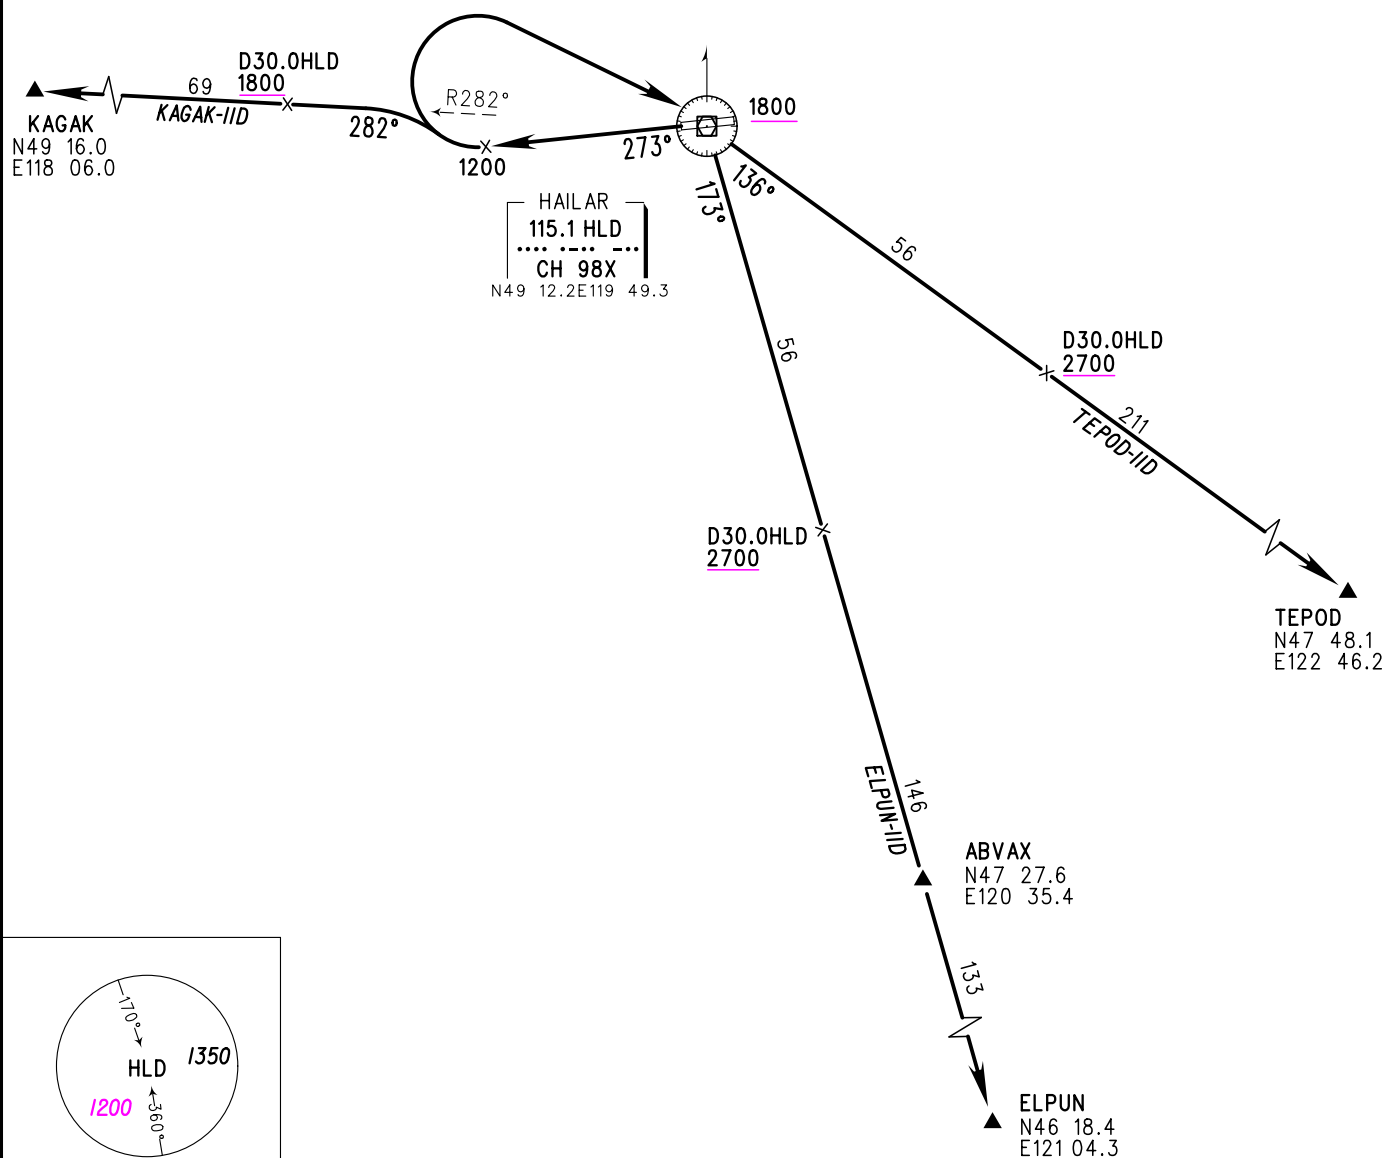 D30.0HLD
1800
69
KAGAK-IID
282°
R282°
KAGAK
N49 16.0
E118 06.0
1200
273°
1800
136°
173°
HAILAR
115.1 HLD
CH 98X
N49 12.2E119 49.3
56
56
D30.0HLD
2700
211
TEPOD-IID
D30.0HLD
2700
TEPOD
N47 48.1
E122 46.2
146
ELPUN-IID
ABVAX
N47 27.6
E120 35.4
133
ELPUN
N46 18.4
E121 04.3
170°
HLD
1350
1200
360°